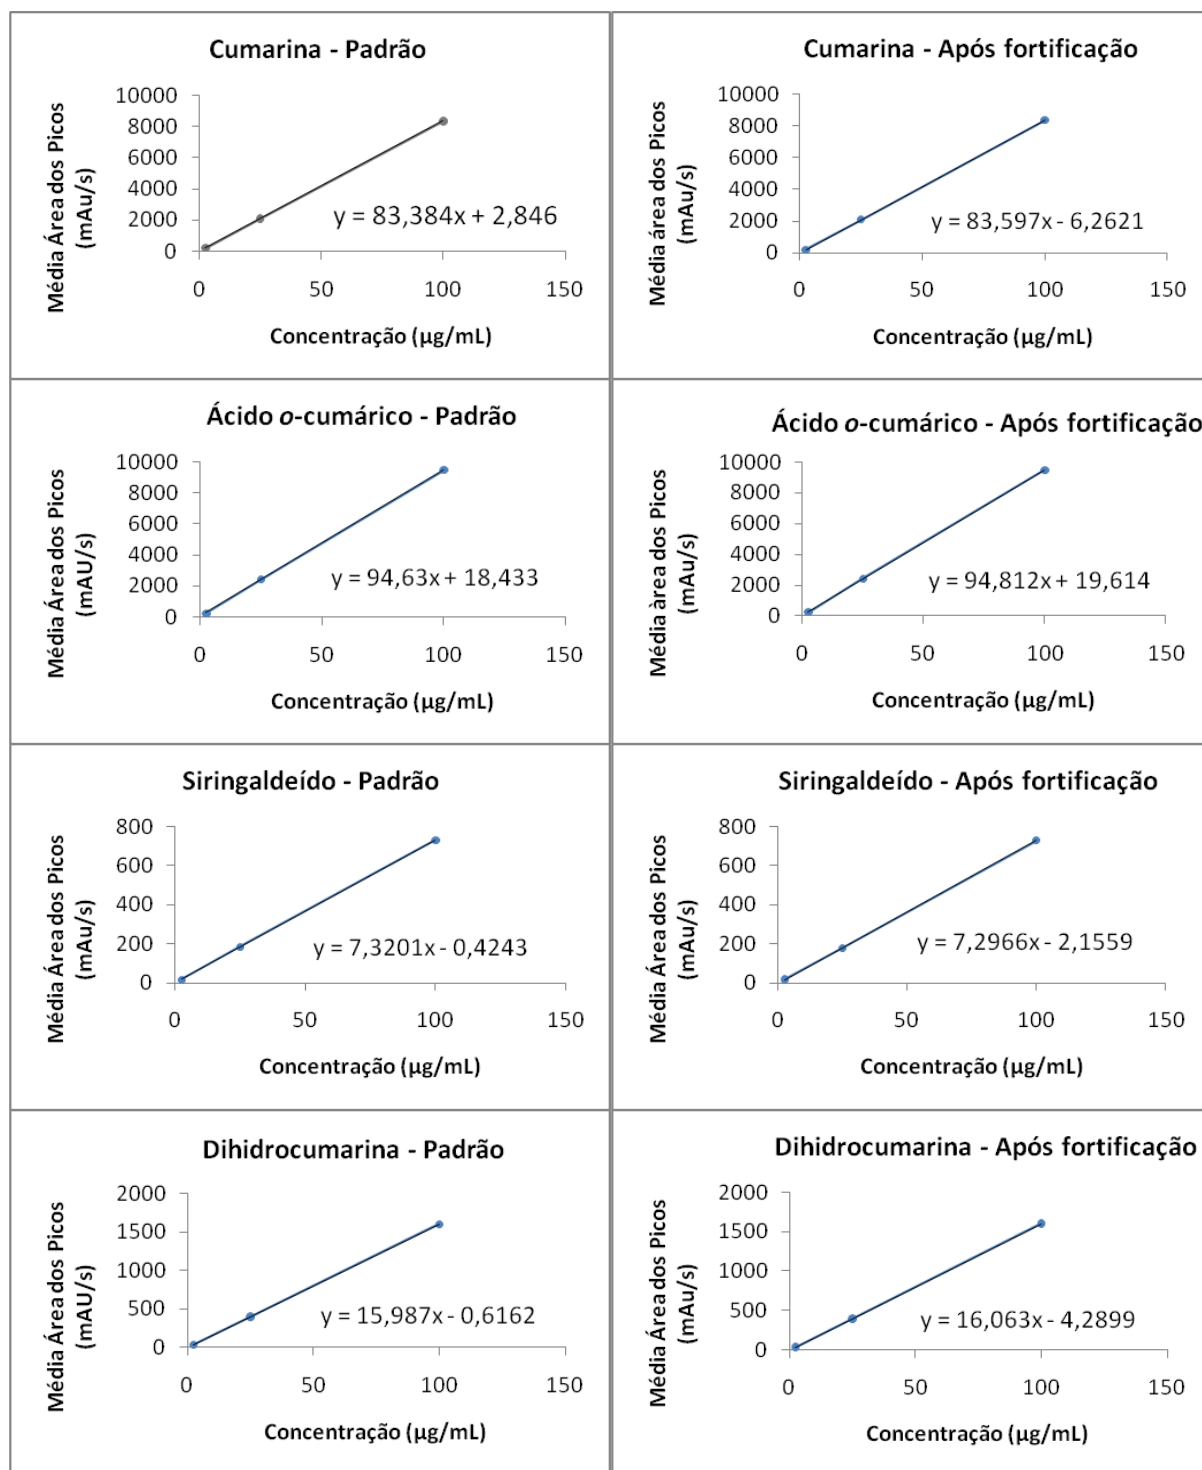 Cumarina - Padrão
Média Área dos Picos
(mAu/s)
10000
8000
6000
4000
2000
0
y = 83,384x + 2,846
0 50 100 150
Concentração (µg/mL)
Cumarina - Após fortificação
Média área dos Picos
(mAu/s)
10000
8000
6000
4000
2000
0
y = 83,597x - 6,2621
0 50 100 150
Concentração (µg/mL)
Ácido o-cumárico - Padrão
Média Área dos Picos
(mAU/s)
10000
8000
6000
4000
2000
0
y = 94,63x + 18,433
0 50 100 150
Concentração (µg/mL)
Ácido o-cumárico - Após fortificação
Média àrea dos Picos
(mAu/s)
10000
8000
6000
4000
2000
0
y = 94,812x + 19,614
0 50 100 150
Concentração (µg/mL)
Siringaldeído - Padrão
Média Área dos Picos
(mAu/s)
800
600
400
200
0
y = 7,3201x - 0,4243
0 50 100 150
Concentração (µg/mL)
Siringaldeído - Após fortificação
Média Área dos Picos
(mAu/s)
800
600
400
200
0
y = 7,2966x - 2,1559
0 50 100 150
Concentração (µg/mL)
Dihidrocumarina - Padrão
Média Área dos Picos
(mAU/s)
2000
1500
1000
500
0
y = 15,987x - 0,6162
0 50 100 150
Concentração (µg/mL)
Dihidrocumarina - Após fortificação
Média Área dos Picos
(mAu/s)
2000
1500
1000
500
0
y = 16,063x - 4,2899
0 50 100 150
Concentração (µg/mL)